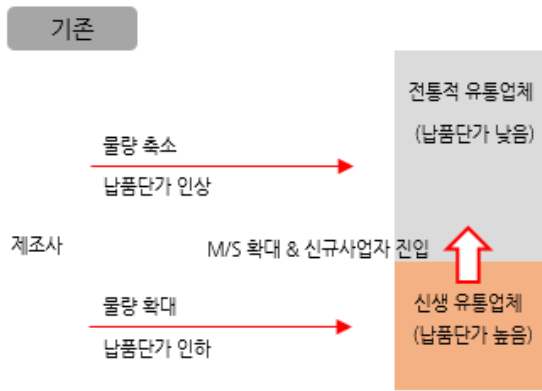 기존
전통적 유통업체
(납품단가 낮음)
물량 축소
납품단가 인상
제조사
M/S 확대 & 신규사업자 진입
물량 확대
납품단가 인하
신생 유통업체
(납품단가 높음)